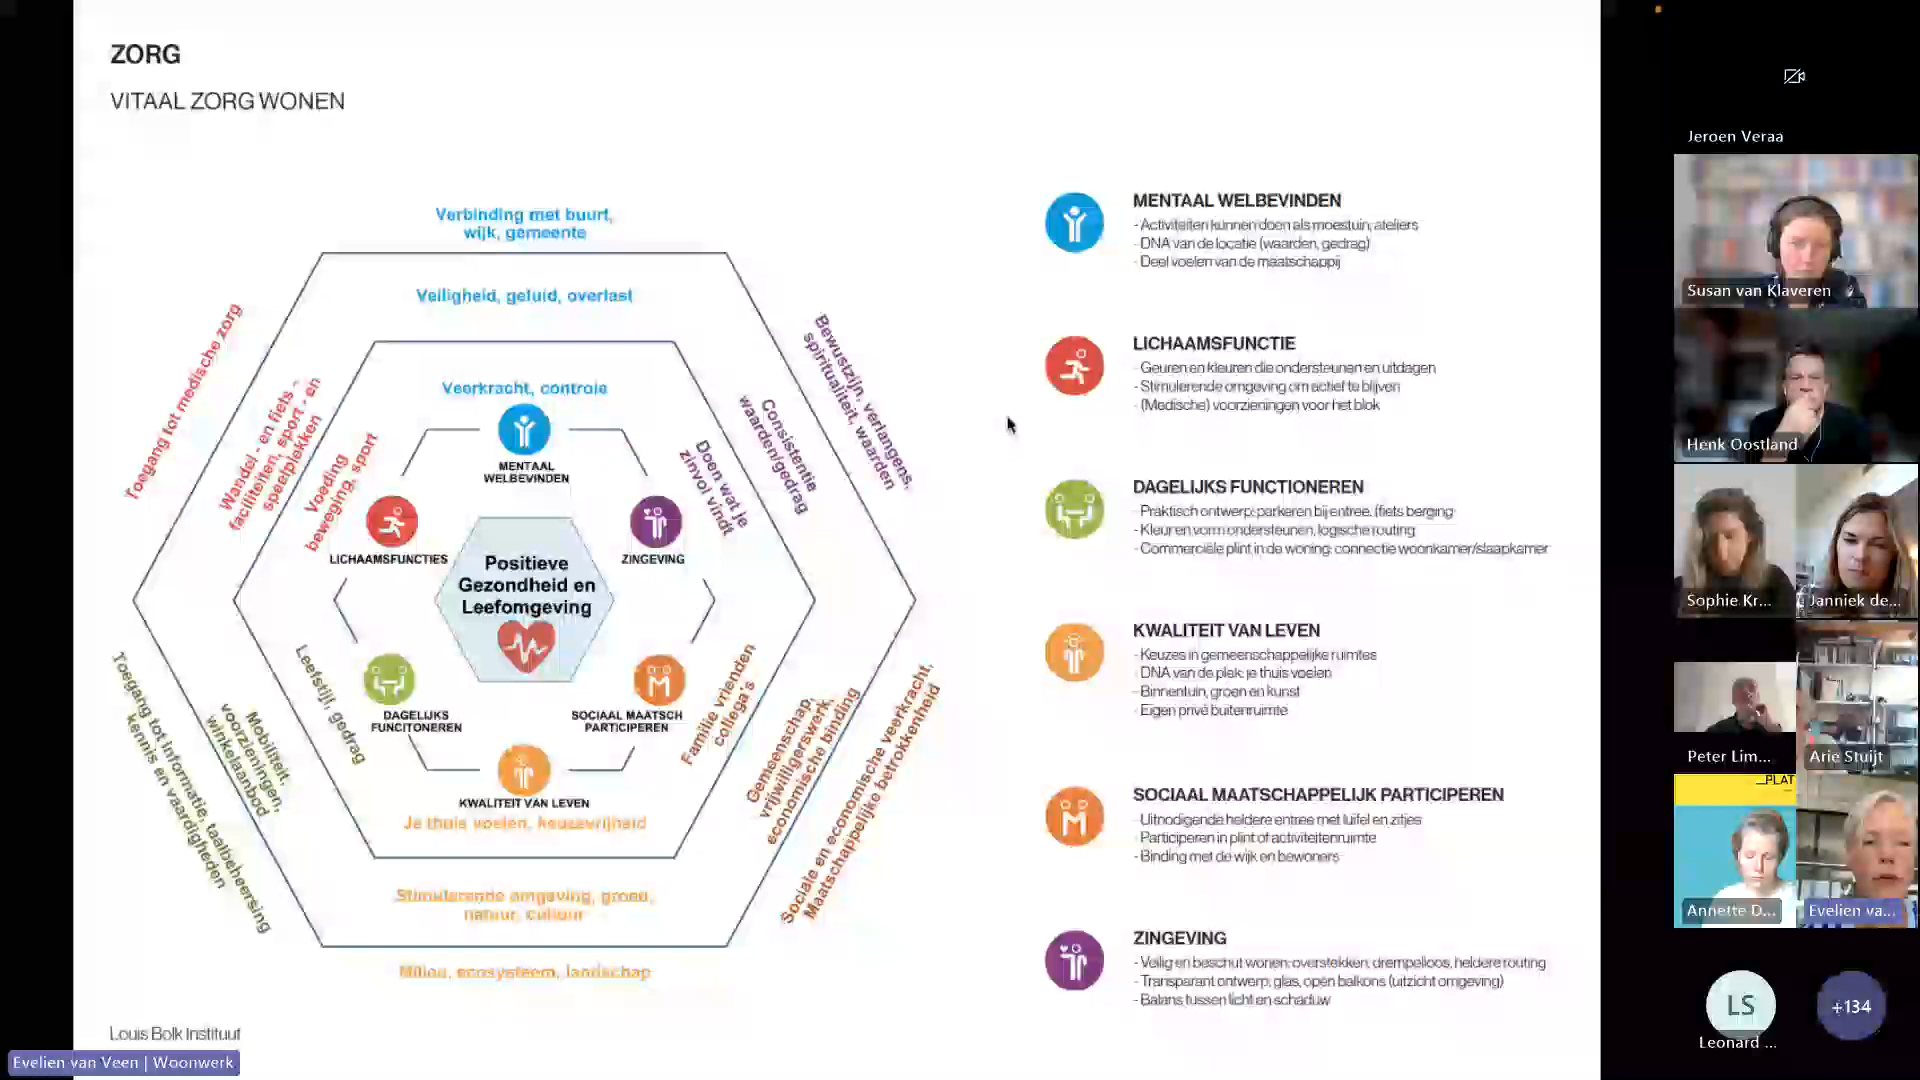 ZORG
VITAAL ZORG WONEN
Verbinding met buurt,
wijk, gemeente
Veiligheid, geluid, overlast
Veerkracht, controle
MENTAAL
WELBEVINDEN
Toegang tot medische zorg
Wandel - en fiets -
faciliteiten, sport - en
speelplekken
Voeding
beweging, sport
LICHAAMSFUNCTIES
Bewustzijn, verlangens,
spiritualiteit, waarden
Consistentie
waarden/gedrag
Doen wat je
zinvol vindt
ZINGEVING
Positieve
Gezondheid en
Leefomgeving
Toegang tot informatie, taalbeheersing
kennis en vaardigheden
Mobiliteit,
voorzieningen,
winkelaanbod
Leefstijl, gedrag
DAGELIJKS
FUNCITONEREN
SOCIAAL MAATSCH
PARTICIPEREN
Familie vrienden
collega's
Gemeenschap,
vrijwilligerswerk,
economische binding
Sociale en economische veerkracht,
Maatschappelijke betrokkenheid
KWALITEIT VAN LEVEN
Je thuis voelen, keuzevrijheid
Stimulerende omgeving, groen,
natuur, cultuur
Milieu, ecosysteem, landschap
Louis Bolk Instituut
Evelien van Veen | Woonwerk
MENTAAL WELBEVINDEN
- Activiteiten kunnen doen als moestuin, ateliers
- DNA van de locatie (waarden, gedrag)
- Deel voelen van de maatschappij
LICHAAMSFUNCTIE
- Geuren en kleuren die ondersteunen en uitdagen
- Stimulerende omgeving om actief te blijven
- (Medische) voorzieningen voor het blok
DAGELIJKS FUNCTIONEREN
- Praktisch ontwerp: parkeren bij entree, (fiets berging
- Kleur en vorm ondersteunen, logische routing
- Commerciële plint in de woning: connectie woonkamer/slaapkamer
KWALITEIT VAN LEVEN
- Keuzes in gemeenschappelijke ruimtes
- DNA van de plek: je thuis voelen
- Binnentuin, groen en kunst
- Eigen privé buitenruimte
SOCIAAL MAATSCHAPPELIJK PARTICIPEREN
- Uitnodigende heldere entree met luifel en zitjes
- Participeren in plint of activiteitenruimte
- Binding met de wijk en bewoners
ZINGEVING
- Veilig en beschut wonen: overstekken, drempelloos, heldere routing
- Transparant ontwerp: glas, open balkons (uitzicht omgeving)
- Balans tussen licht en schaduw
Jeroen Veraa
Susan van Klaveren
Henk Oostland
Sophie Kr...
Janniek de...
Peter Lim...
Arie Stuijt
_PLAT
Annette D...
Evelien va...
LS
+134
Leonard ...